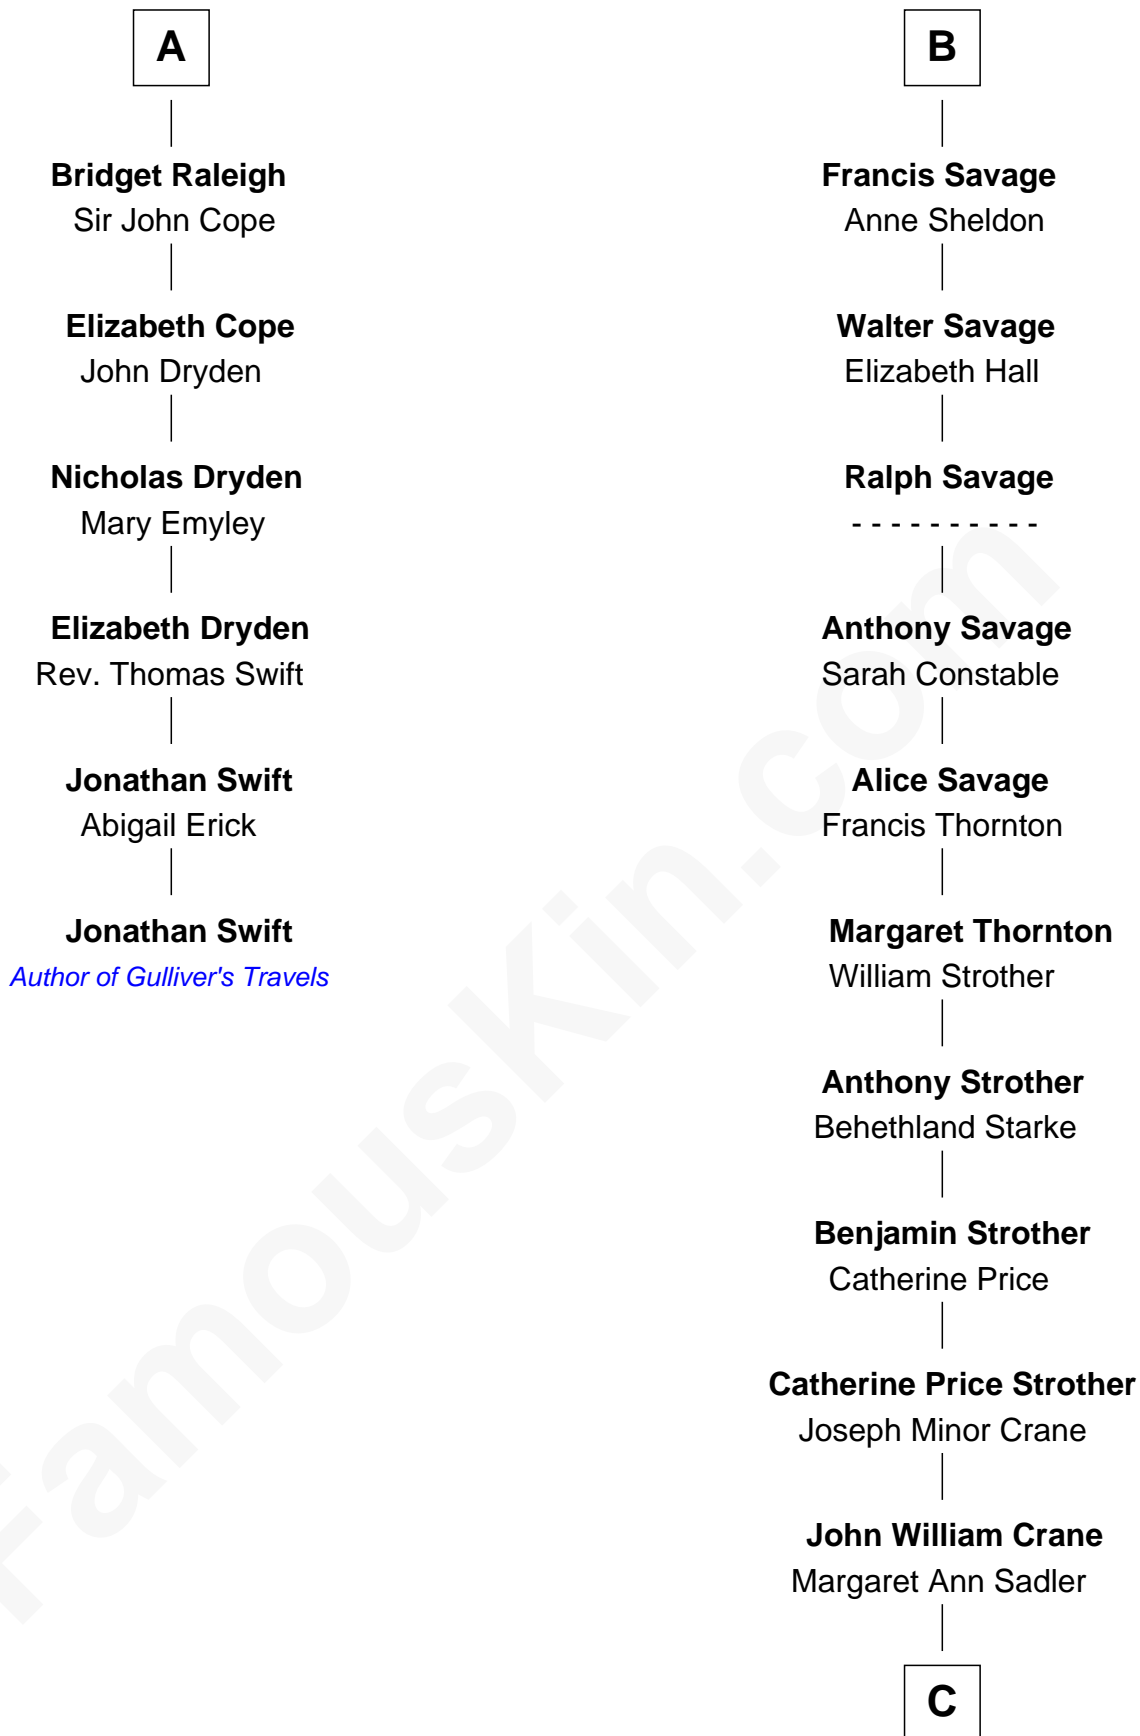 A
Bridget Raleigh
Sir John Cope
Elizabeth Cope
John Dryden
Nicholas Dryden
Mary Emyley
Elizabeth Dryden
Rev. Thomas Swift
Jonathan Swift
Abigail Erick
Jonathan Swift
Author of Gulliver's Travels
B
Francis Savage
Anne Sheldon
Walter Savage
Elizabeth Hall
Ralph Savage
- - - - - - - - - -
Anthony Savage
Sarah Constable
Alice Savage
Francis Thornton
Margaret Thornton
William Strother
Anthony Strother
Behethland Starke
Benjamin Strother
Catherine Price
Catherine Price Strother
Joseph Minor Crane
John William Crane
Margaret Ann Sadler
C
FamousKin.com